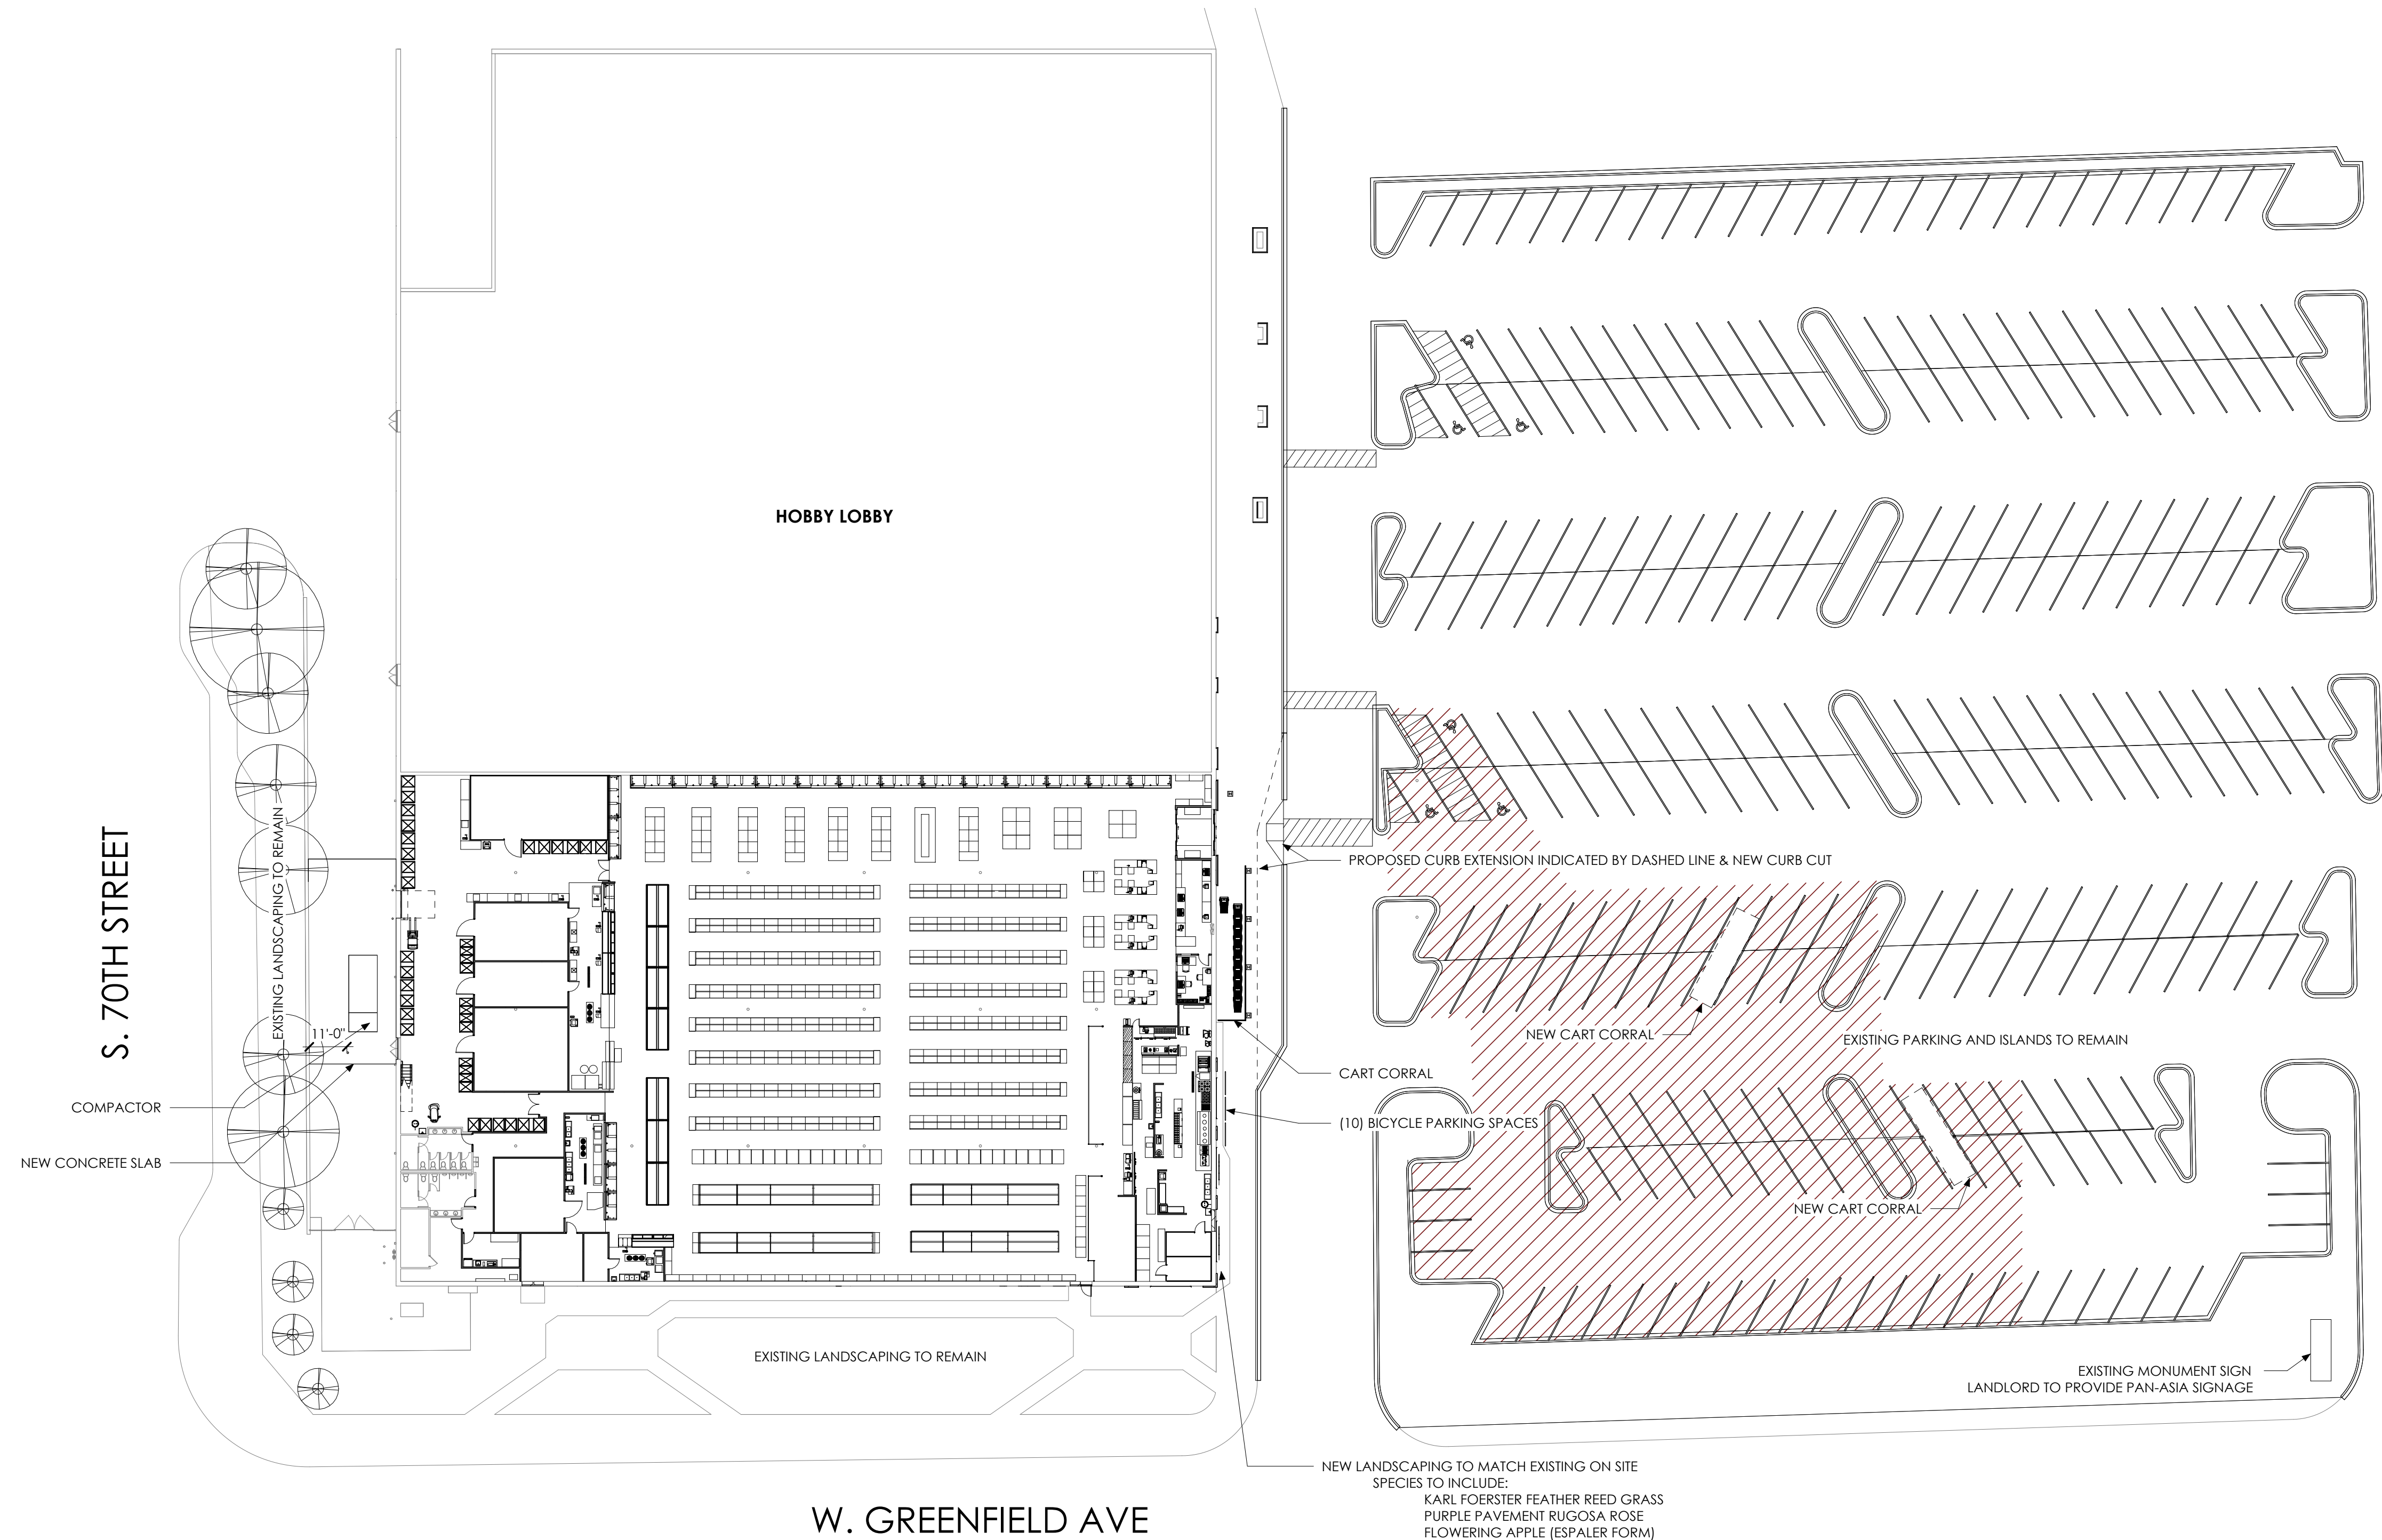 HOBBY LOBBY
S. 70TH STREET
EXISTING LANDSCAPING TO REMAIN
PROPOSED CURB EXTENSION INDICATED BY DASHED LINE & NEW CURB CUT
11'-0"
NEW CART CORRAL
EXISTING PARKING AND ISLANDS TO REMAIN
CART CORRAL
COMPACTOR
(10) BICYCLE PARKING SPACES
NEW CONCRETE SLAB
NEW CART CORRAL
EXISTING LANDSCAPING TO REMAIN
EXISTING MONUMENT SIGN
LANDLORD TO PROVIDE PAN-ASIA SIGNAGE
NEW LANDSCAPING TO MATCH EXISTING ON SITE
SPECIES TO INCLUDE:
KARL FOERSTER FEATHER REED GRASS
PURPLE PAVEMENT RUGOSA ROSE
FLOWERING APPLE (ESPALER FORM)
W. GREENFIELD AVE